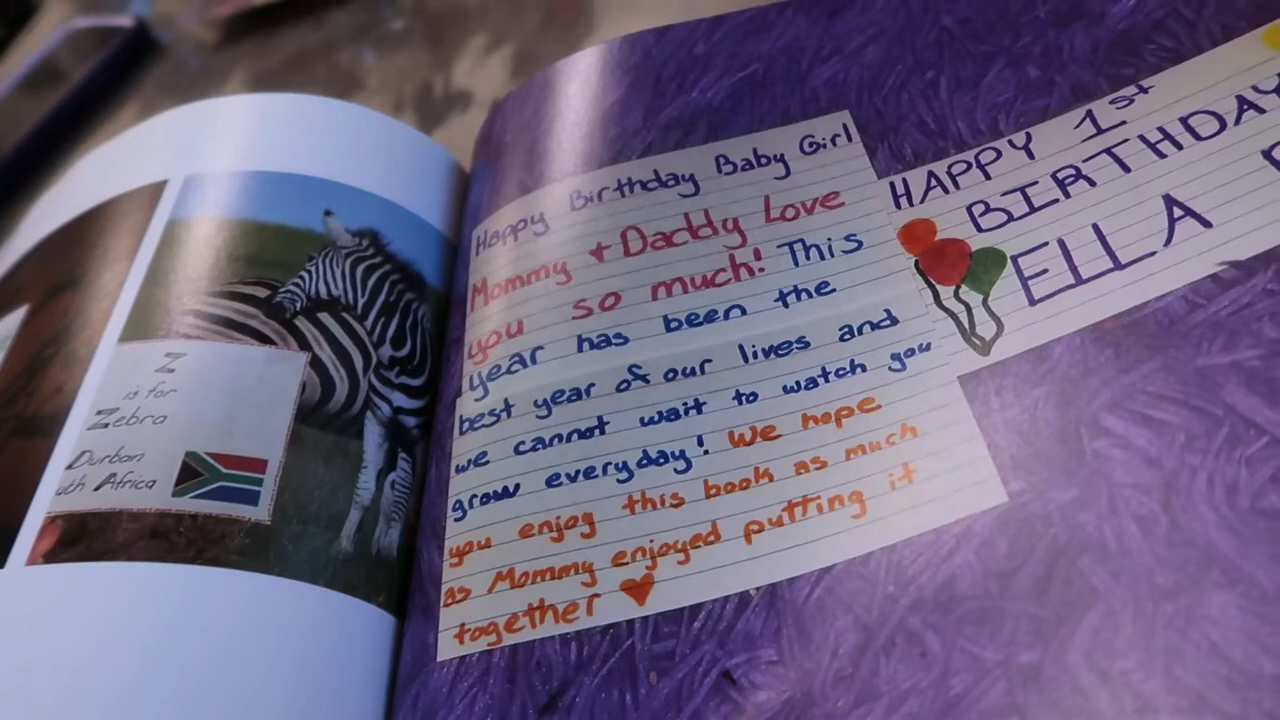 Z
is for
Zebra
Durban
Africa
Happy Birthday Baby Girl
Mommy + Daddy Love
you so much! This
year has been the
best year of our lives and
we cannot wait to watch you
grow everyday! We hope
you enjoy this book as much
as Mommy enjoyed putting it
together
HAPPY 1st
BIRTHDAY
ELLA